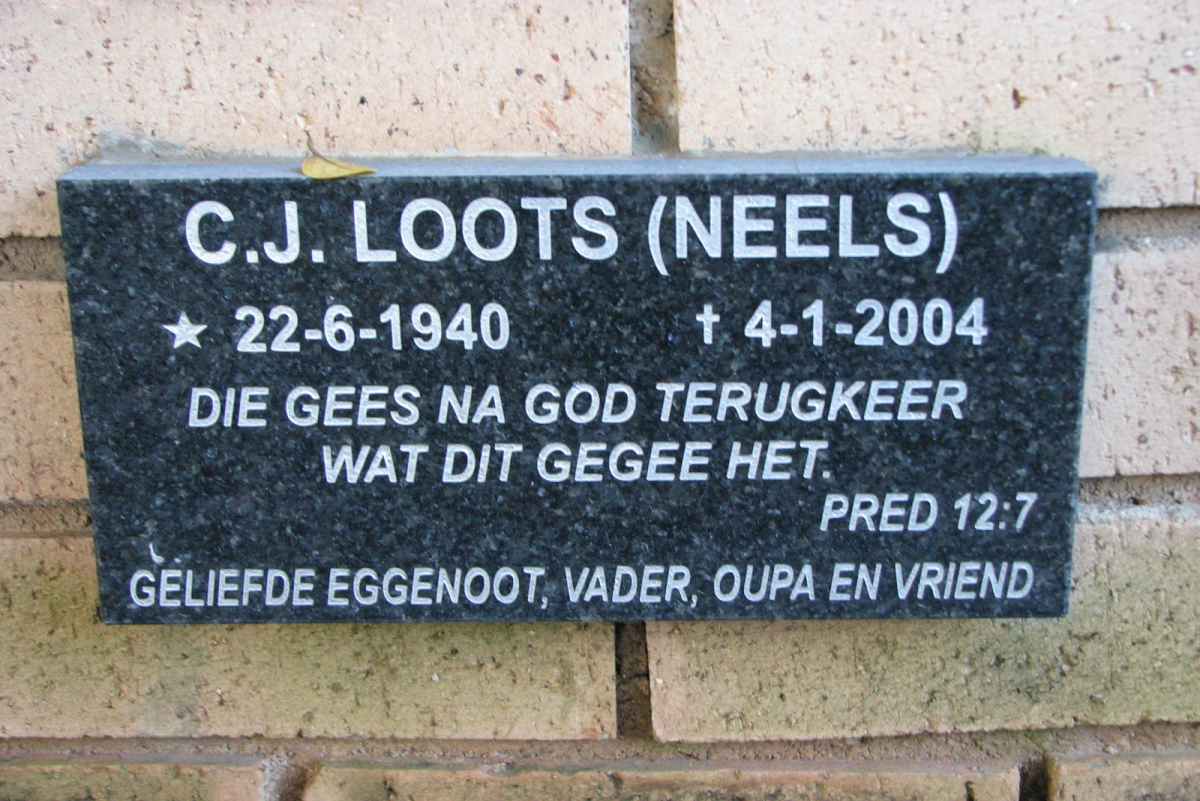 C.J. LOOTS (NEELS)
★ 22-6-1940 † 4-1-2004
DIE GEES NA GOD TERUGKEER
WAT DIT GEGEE HET.
PRED 12:7
GELIEFDE EGGENOOT, VADER, OUPA EN VRIEND